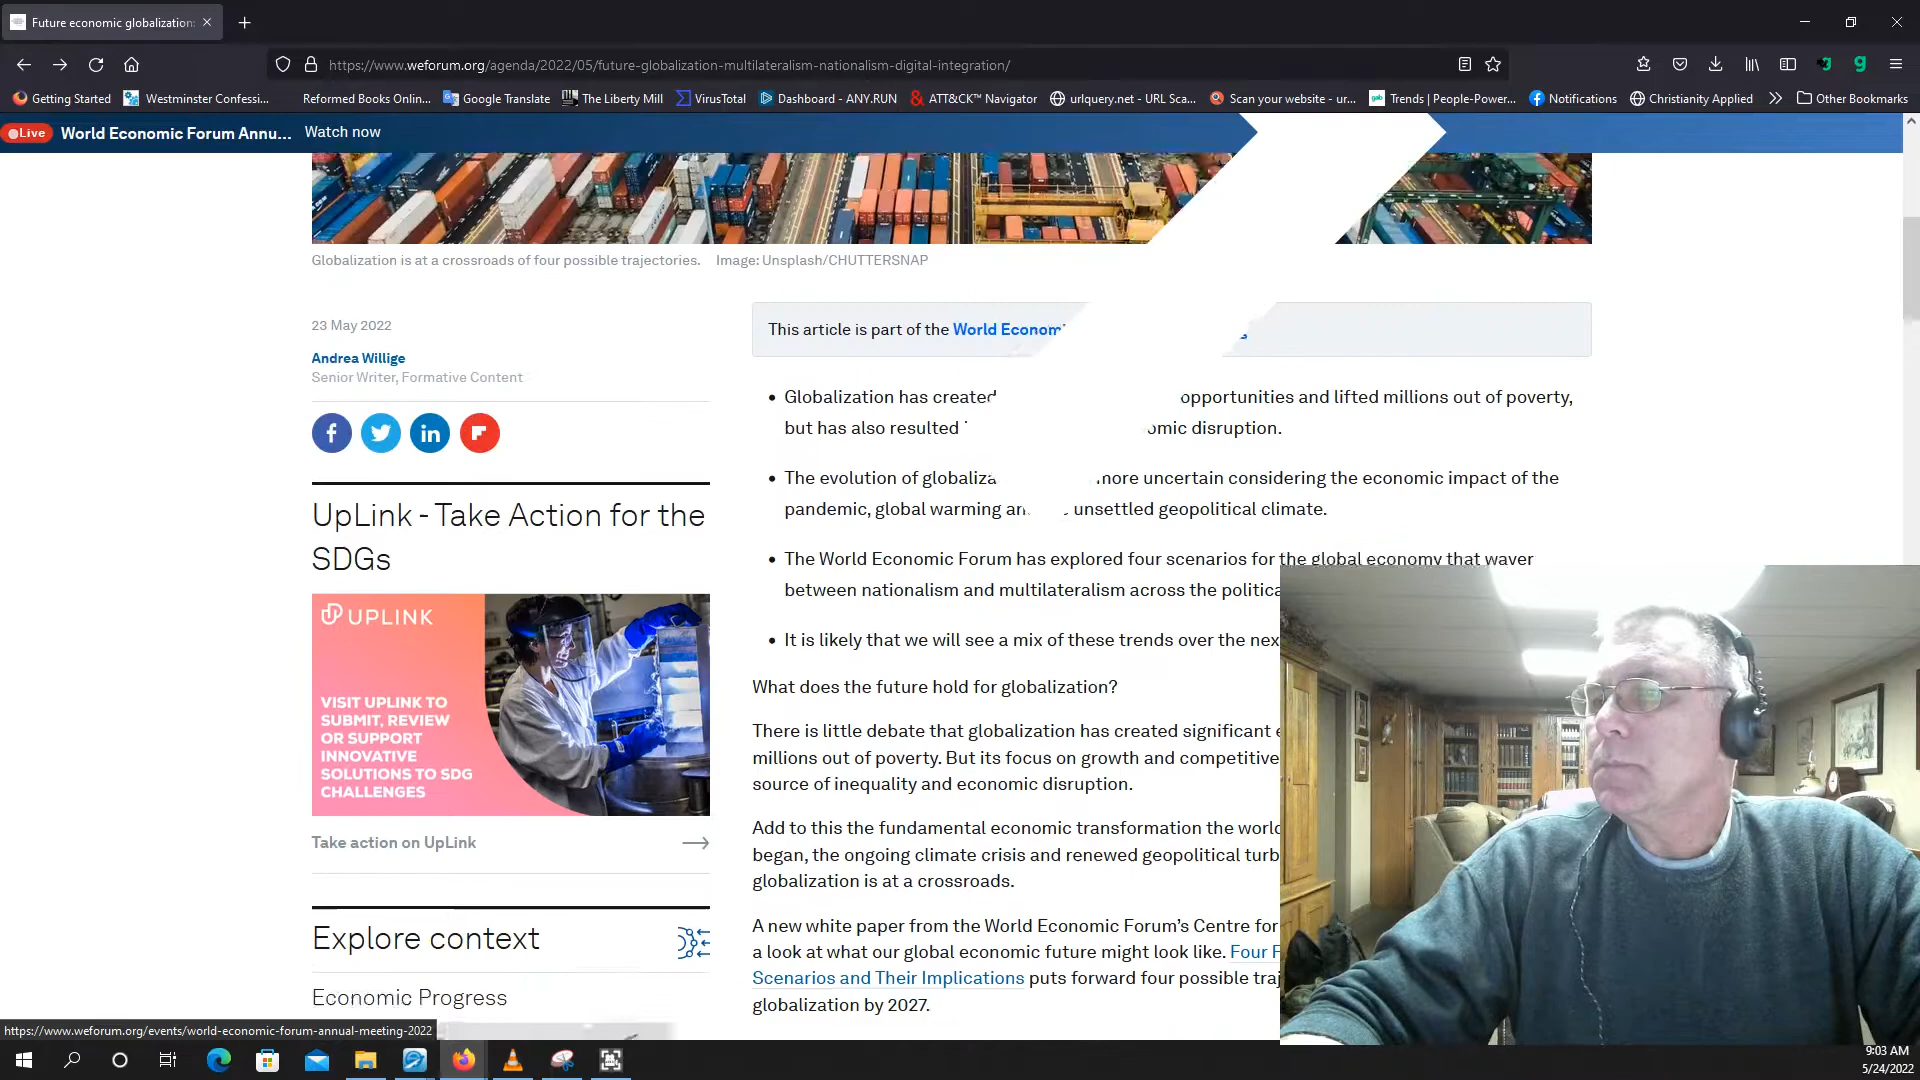 Future economic globalization:
https://www.weforum.org/agenda/2022/05/future-globalization-multilateralism-nationalism-digital-integration/
Getting Started
Westminster Confessi...
Reformed Books Onlin...
Google Translate
The Liberty Mill
VirusTotal
Dashboard - ANY.RUN
ATT&CK™ Navigator
urlquery.net - URL Sca...
Scan your website - ur...
Trends | People-Power...
Notifications
Christianity Applied
Other Bookmarks
Live World Economic Forum Annu... Watch now
Globalization is at a crossroads of four possible trajectories. Image: Unsplash/CHUTTERSNAP
23 May 2022
Andrea Willige
Senior Writer, Formative Content
UpLink - Take Action for the
SDGs
UPLINK
VISIT UPLINK TO
SUBMIT, REVIEW
OR SUPPORT
INNOVATIVE
SOLUTIONS TO SDG
CHALLENGES
Take action on UpLink
Explore context
Economic Progress
This article is part of the World Econom
• Globalization has created opportunities and lifted millions out of poverty,
but has also resulted omic disruption.
• The evolution of globaliza more uncertain considering the economic impact of the
pandemic, global warming an unsettled geopolitical climate.
• The World Economic Forum has explored four scenarios for the global economy that waver
between nationalism and multilateralism across the politica
• It is likely that we will see a mix of these trends over the nex
What does the future hold for globalization?
There is little debate that globalization has created significant
millions out of poverty. But its focus on growth and competitive
source of inequality and economic disruption.
Add to this the fundamental economic transformation the world
began, the ongoing climate crisis and renewed geopolitical turb
globalization is at a crossroads.
A new white paper from the World Economic Forum's Centre for
a look at what our global economic future might look like. Four F
Scenarios and Their Implications puts forward four possible traj
globalization by 2027.
https://www.weforum.org/events/world-economic-forum-annual-meeting-2022
9:03 AM
5/24/2022